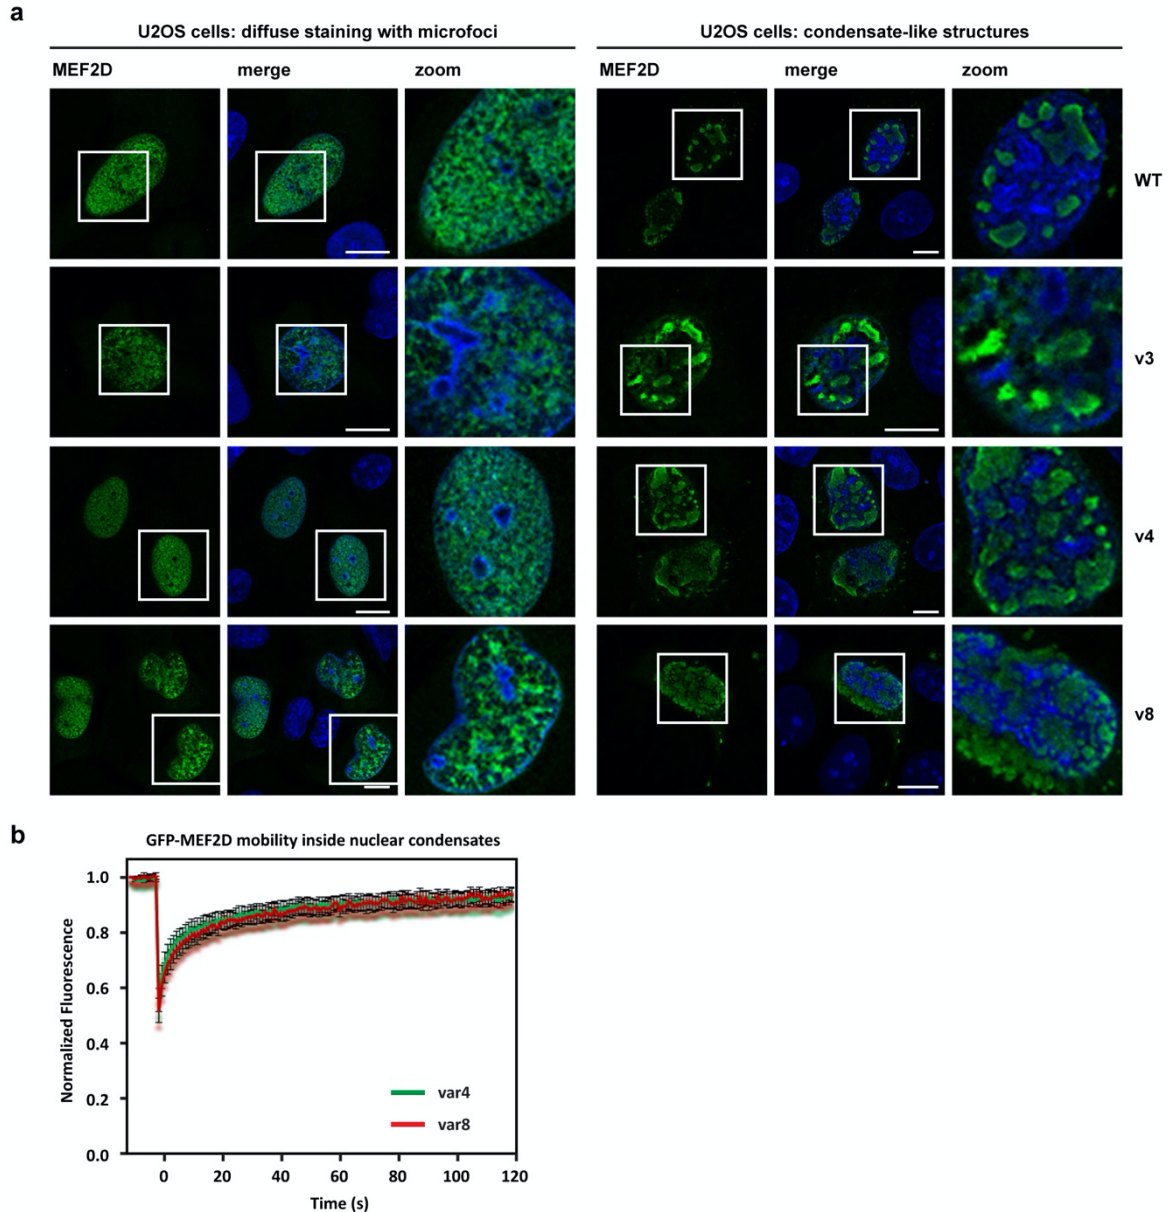 a
U2OS cells: diffuse staining with microfoci
U2OS cells: condensate-like structures
MEF2D merge zoom MEF2D merge zoom
WT
v3
v4
v8
b
GFP-MEF2D mobility inside nuclear condensates
Normalized Fluorescence
1.0
0.8
0.6
0.4
0.2
0.0
var4
var8
0 20 40 60 80 100 120
Time (s)